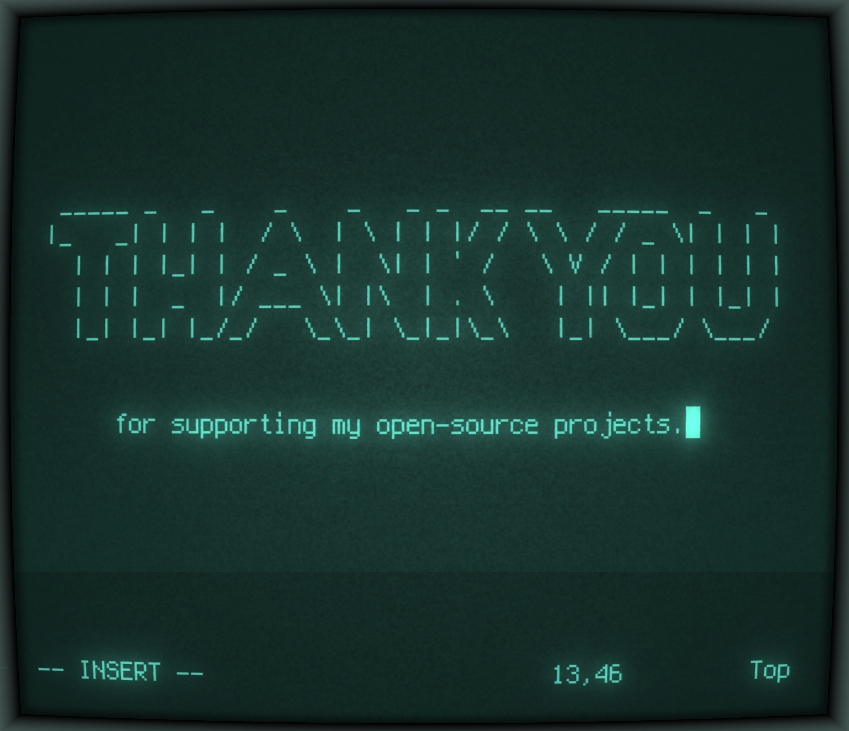 THANK YOU
for supporting my open-source projects.
-- INSERT --
13,46
Top